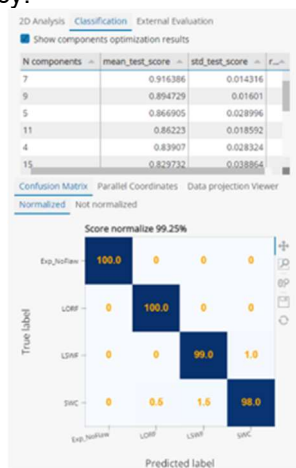 cy?
2D Analysis Classification External Evaluation
Show components optimization results
N components mean_test_score std_test_score r...
7 0.916386 0.014316
9 0.894729 0.01601
5 0.866905 0.028996
11 0.86223 0.018592
4 0.83907 0.028324
15 0.829732 0.038864
Confusion Matrix Parallel Coordinates Data projection Viewer
Normalized Not normalized
Score normalize 99.25%
Exp_NoFlaw 100.0 0 0 0
LORF 0 100.0 0 0
LSWF 0 0 99.0 1.0
SWC 0 0.5 1.5 98.0
True label
Exp_NoFlaw LORF LSWF SWC
Predicted label